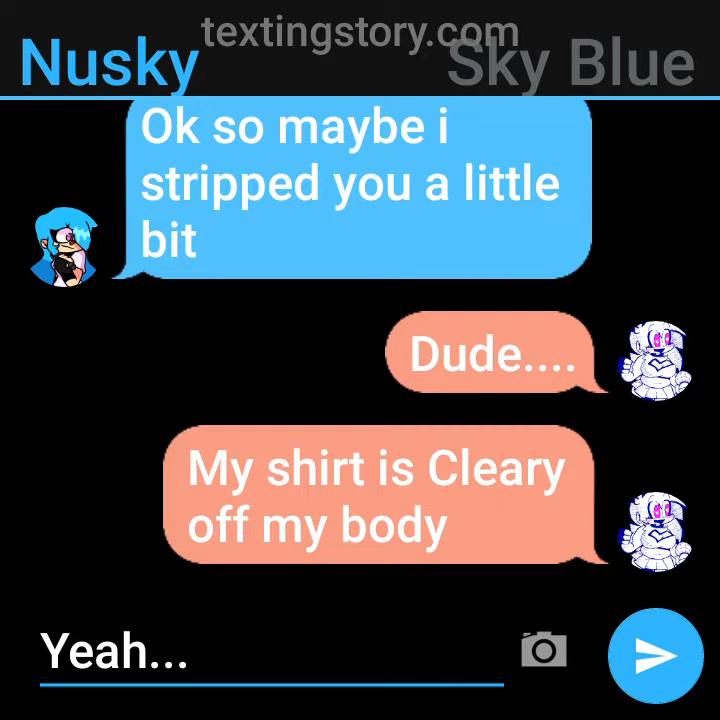 textingstory.com
Nusky
Sky Blue
Ok so maybe i
stripped you a little
bit
Dude....
My shirt is Cleary
off my body
Yeah...